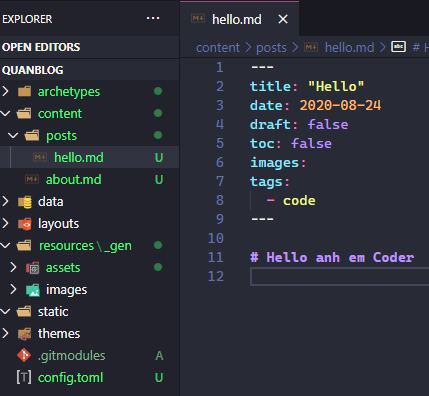 EXPLORER ···
OPEN EDITORS
QUANBLOG
archetypes
content
posts
hello.md U
about.md U
data
layouts
resources\_gen
assets
images
static
themes
.gitmodules A
config.toml U
hello.md
content > posts > hello.md > abc # H
1 ---
2 title: "Hello"
3 date: 2020-08-24
4 draft: false
5 toc: false
6 images:
7 tags:
8 - code
9 ---
10
11 # Hello anh em Coder
12